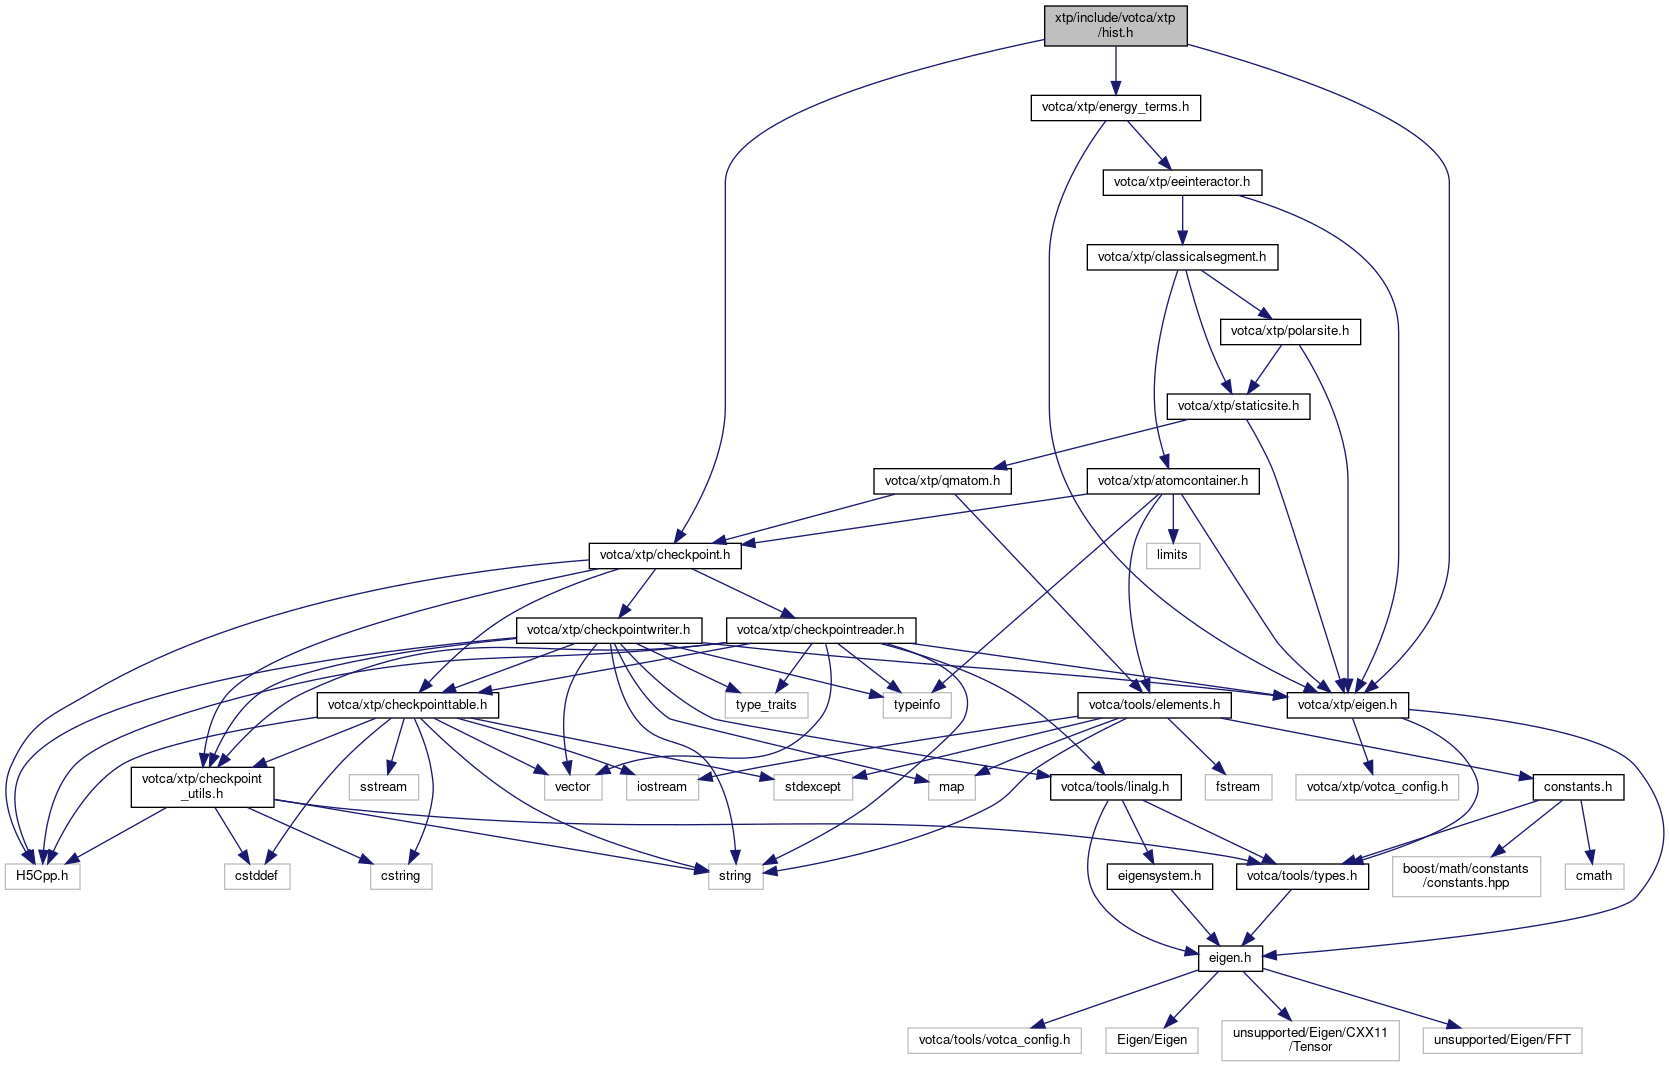 xtp/include/votca/xtp
/hist.h
votca/xtp/energy_terms.h
votca/xtp/eeinteractor.h
votca/xtp/classicalsegment.h
votca/xtp/polarsite.h
votca/xtp/staticsite.h
votca/xtp/qmatom.h
votca/xtp/atomcontainer.h
votca/xtp/checkpoint.h
limits
votca/xtp/checkpointwriter.h
votca/xtp/checkpointreader.h
votca/xtp/checkpointtable.h
type_traits
typeinfo
votca/tools/elements.h
votca/xtp/eigen.h
votca/xtp/checkpoint
_utils.h
sstream
vector
iostream
stdexcept
map
votca/tools/linalg.h
fstream
votca/xtp/votca_config.h
constants.h
H5Cpp.h
cstddef
cstring
string
eigensystem.h
votca/tools/types.h
boost/math/constants
/constants.hpp
cmath
eigen.h
votca/tools/votca_config.h
Eigen/Eigen
unsupported/Eigen/CXX11
/Tensor
unsupported/Eigen/FFT